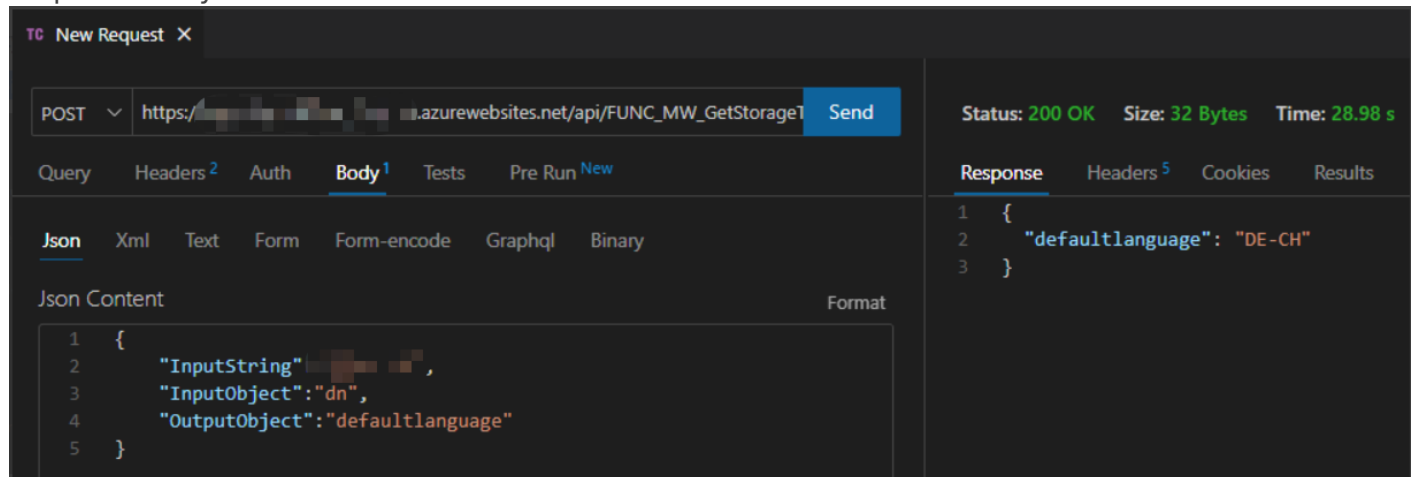 TC New Request ×
POST https:/ .azurewebsites.net/api/FUNC_MW_GetStorageT Send
Query Headers 2 Auth Body 1 Tests Pre Run New
Json Xml Text Form Form-encode Graphql Binary
Json Content Format
1 {
2 "InputString" ,
3 "InputObject":"dn",
4 "OutputObject":"defaultlanguage"
5 }
Status: 200 OK Size: 32 Bytes Time: 28.98 s
Response Headers 5 Cookies Results
1 {
2 "defaultlanguage": "DE-CH"
3 }